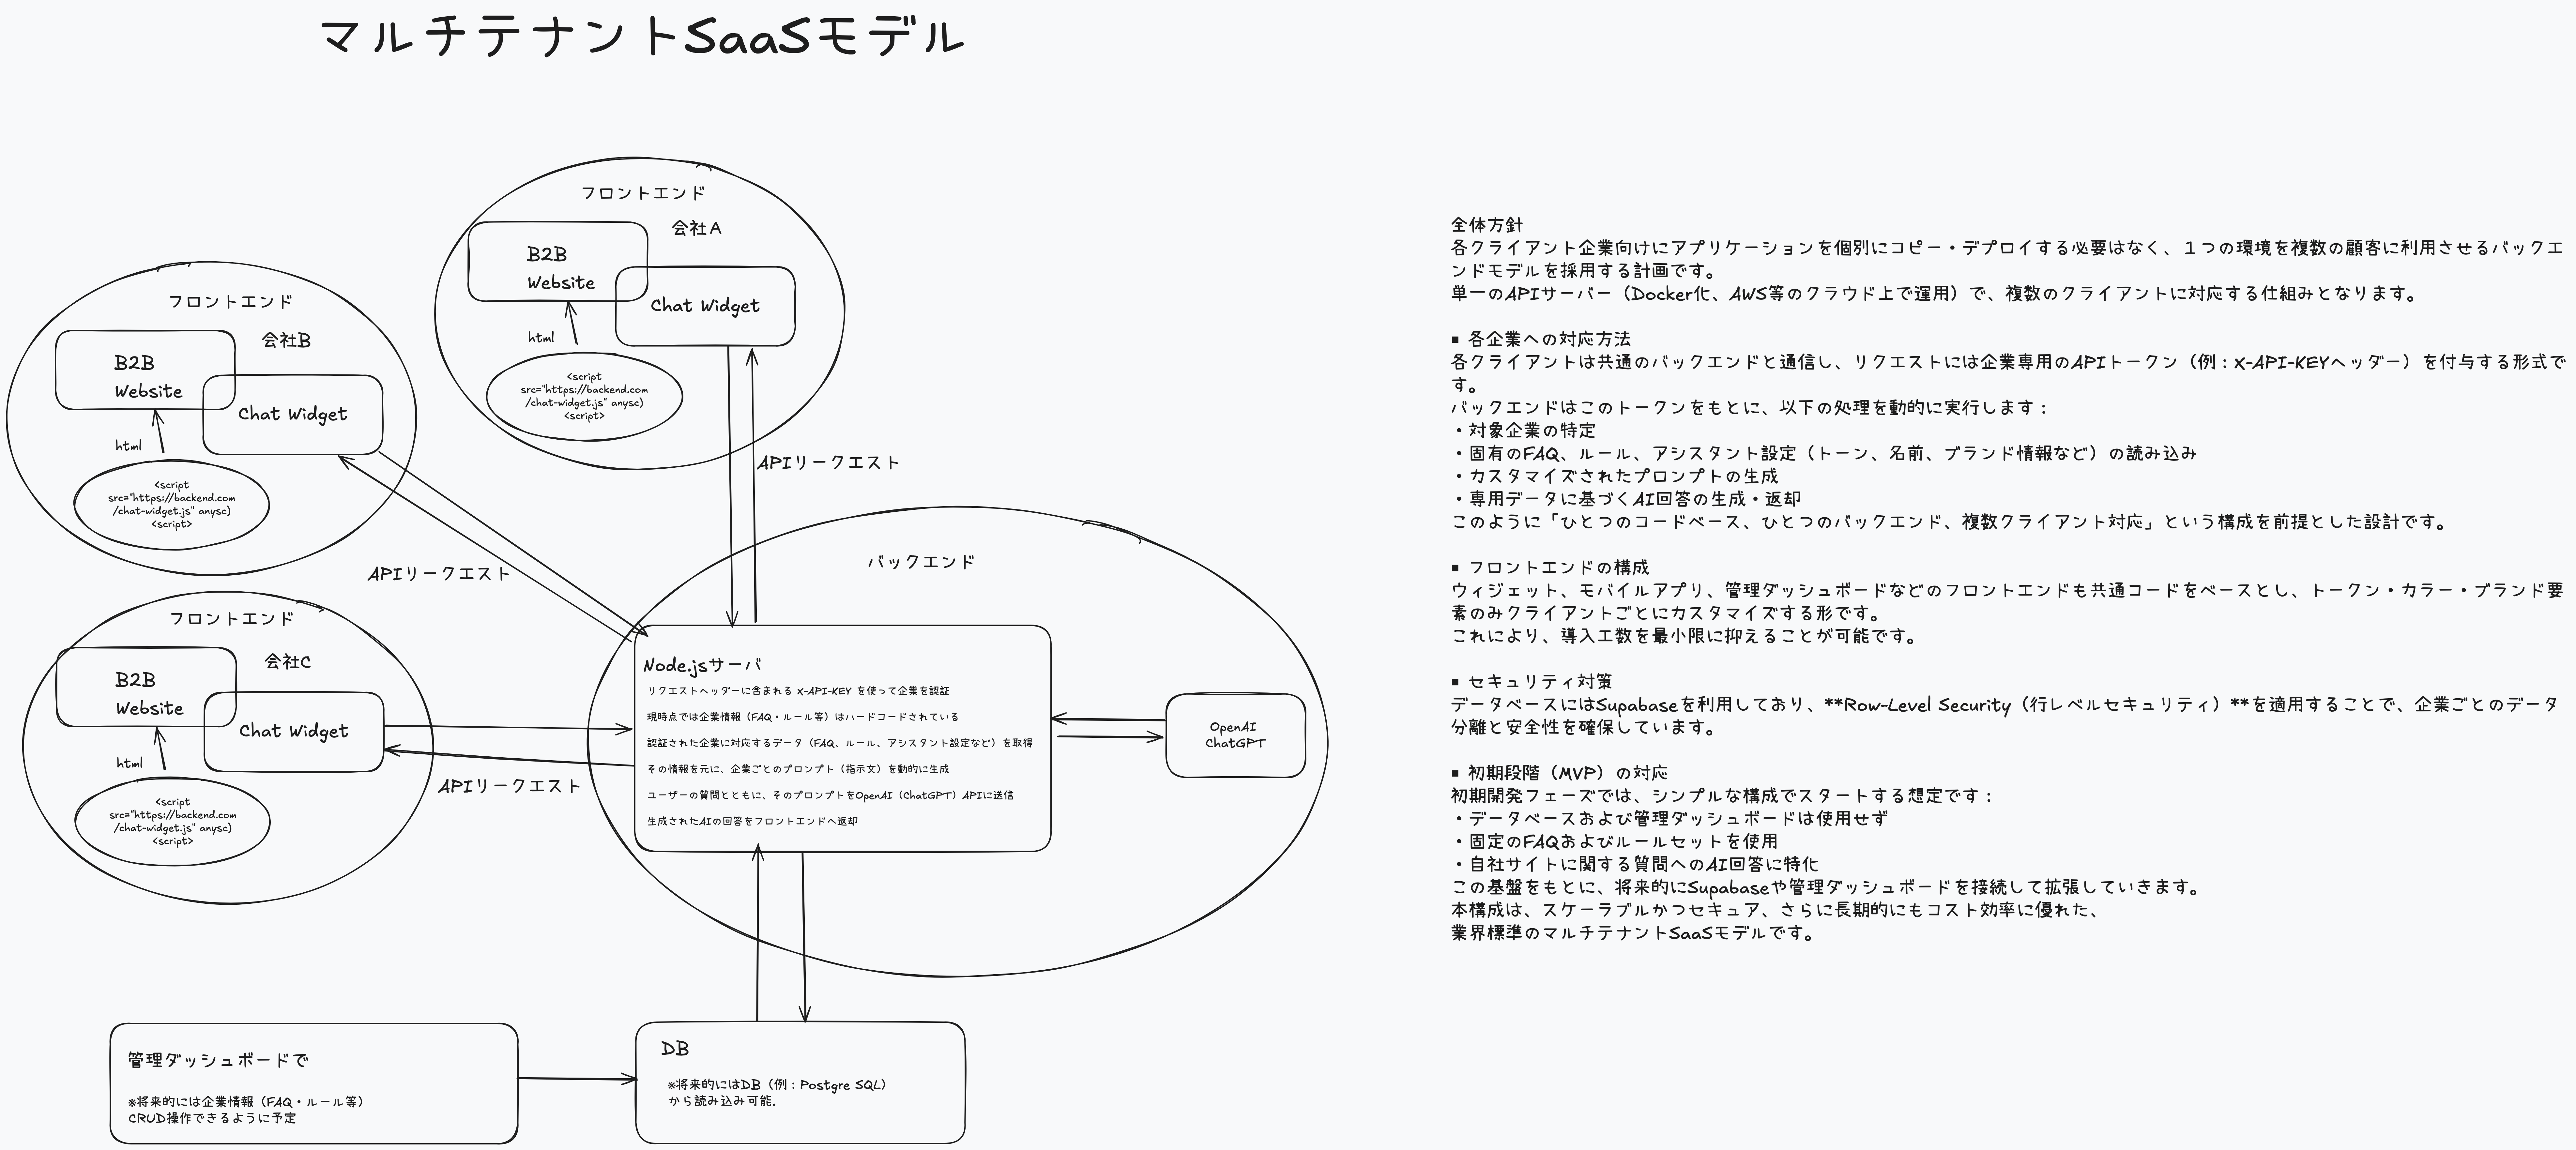 マルチテナントSaaSモデル
フロントエンド
会社A
B2B
Website
Chat Widget
html
<script
src="https://backend.com
/chat-widget.js" anysc)
<script>
APIリークエスト
フロントエンド
会社B
B2B
Website
Chat Widget
html
<script
src="https://backend.com
/chat-widget.js" anysc)
<script>
APIリークエスト
フロントエンド
会社C
B2B
Website
Chat Widget
html
<script
src="https://backend.com
/chat-widget.js" anysc)
<script>
APIリークエスト
バックエンド
Node.jsサーバ
リクエストヘッダーに含まれる X-API-KEY を使って企業を認証
現時点では企業情報（FAQ・ルール等）はハードコードされている
認証された企業に対応するデータ（FAQ、ルール、アシスタント設定など）を取得
その情報を元に、企業ごとのプロンプト（指示文）を動的に生成
ユーザーの質問とともに、そのプロンプトをOpenAI（ChatGPT）APIに送信
生成されたAIの回答をフロントエンドへ返却
OpenAI
ChatGPT
管理ダッシュボードで
※将来的には企業情報（FAQ・ルール等）
CRUD操作できるように予定
DB
※将来的にはDB（例：Postgre SQL）
から読み込み可能.
全体方針
各クライアント企業向けにアプリケーションを個別にコピー・デプロイする必要はなく、１つの環境を複数の顧客に利用させるバックエ
ンドモデルを採用する計画です。
単一のAPIサーバー（Docker化、AWS等のクラウド上で運用）で、複数のクライアントに対応する仕組みとなります。
▪ 各企業への対応方法
各クライアントは共通のバックエンドと通信し、リクエストには企業専用のAPIトークン（例：X-API-KEYヘッダー）を付与する形式で
す。
バックエンドはこのトークンをもとに、以下の処理を動的に実行します：
・対象企業の特定
・固有のFAQ、ルール、アシスタント設定（トーン、名前、ブランド情報など）の読み込み
・カスタマイズされたプロンプトの生成
・専用データに基づくAI回答の生成・返却
このように「ひとつのコードベース、ひとつのバックエンド、複数クライアント対応」という構成を前提とした設計です。
▪ フロントエンドの構成
ウィジェット、モバイルアプリ、管理ダッシュボードなどのフロントエンドも共通コードをベースとし、トークン・カラー・ブランド要
素のみクライアントごとにカスタマイズする形です。
これにより、導入工数を最小限に抑えることが可能です。
▪ セキュリティ対策
データベースにはSupabaseを利用しており、**Row-Level Security（行レベルセキュリティ）**を適用することで、企業ごとのデータ
分離と安全性を確保しています。
▪ 初期段階（MVP）の対応
初期開発フェーズでは、シンプルな構成でスタートする想定です：
・データベースおよび管理ダッシュボードは使用せず
・固定のFAQおよびルールセットを使用
・自社サイトに関する質問へのAI回答に特化
この基盤をもとに、将来的にSupabaseや管理ダッシュボードを接続して拡張していきます。
本構成は、スケーラブルかつセキュア、さらに長期的にもコスト効率に優れた、
業界標準のマルチテナントSaaSモデルです。